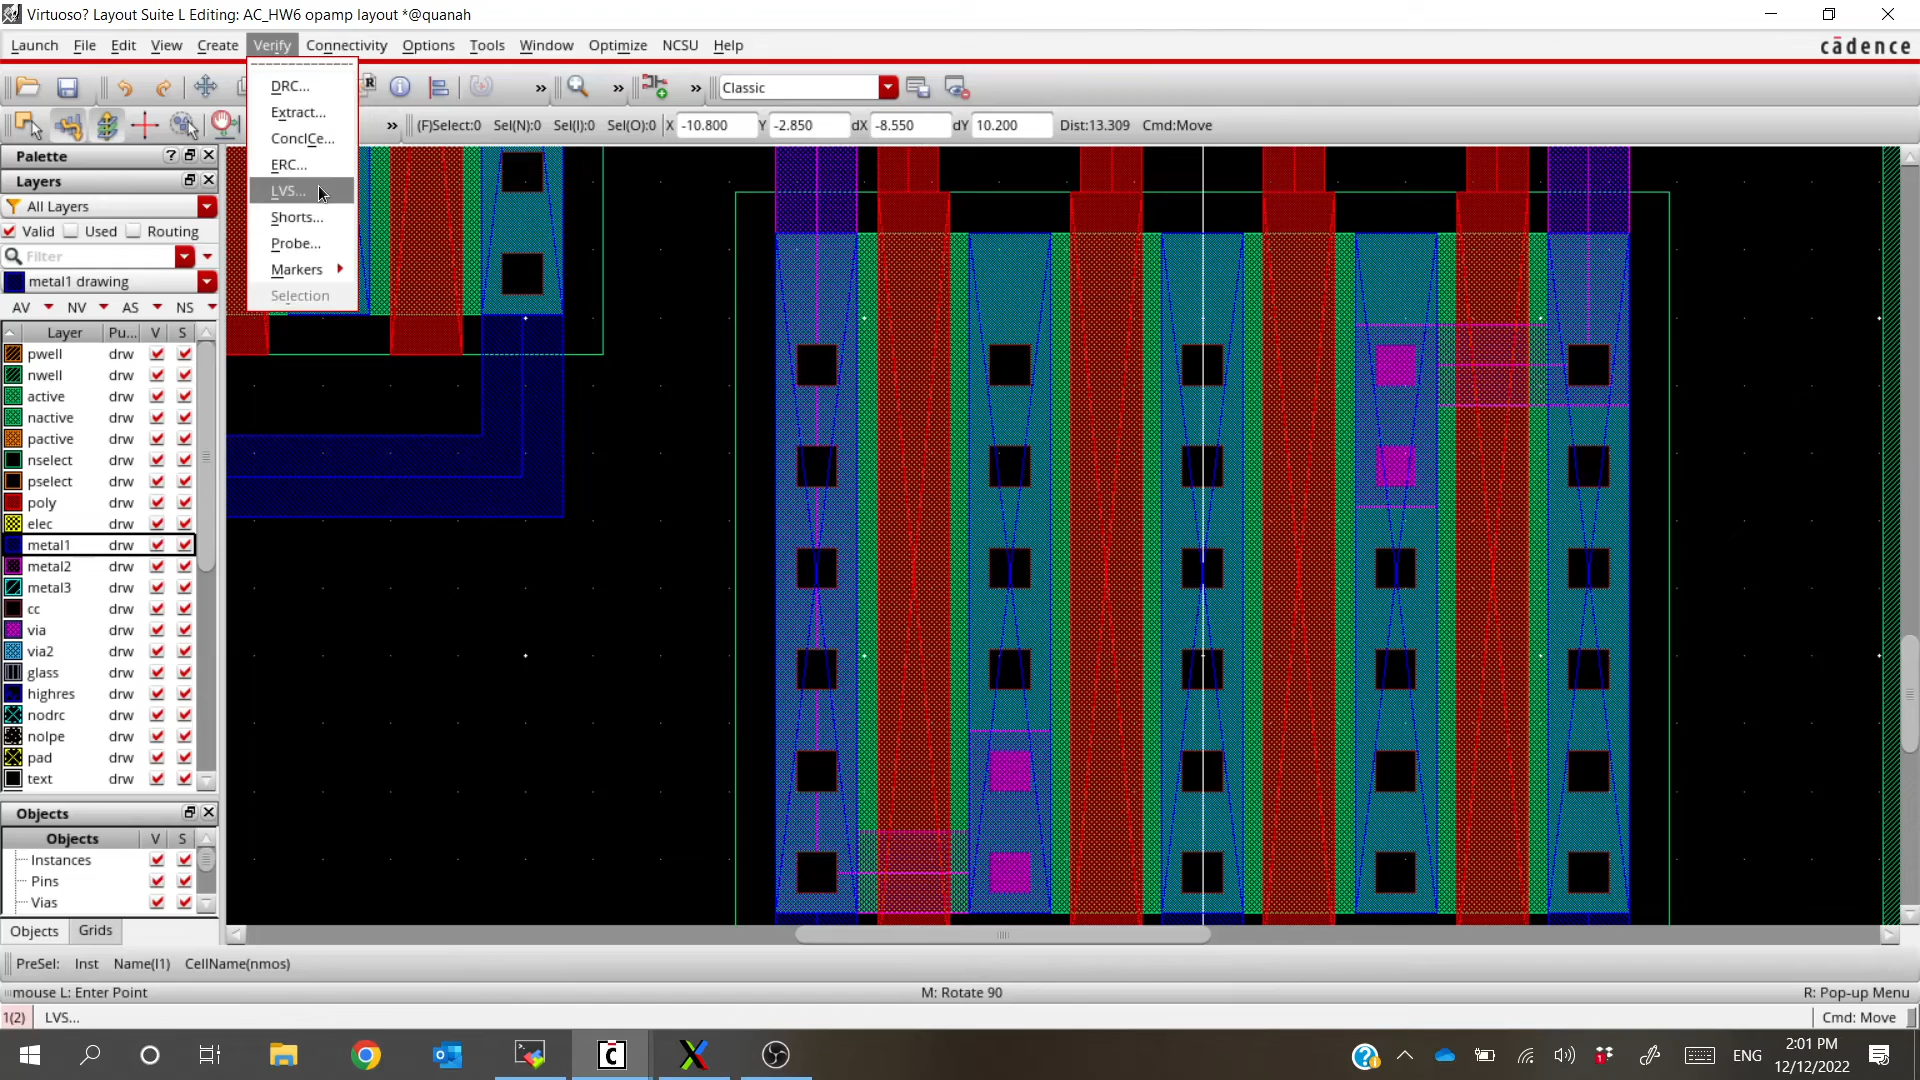 Virtuoso? Layout Suite L Editing: AC_HW6 opamp layout *@quanah
Launch File Edit View Create Verify Connectivity Options Tools Window Optimize NCSU Help
cādence
Classic
(F)Select:0 Sel(N):0 Sel(I):0 Sel(O):0 X -10.800 Y -2.850 dX -8.550 dY 10.200 Dist:13.309 Cmd:Move
DRC...
Extract...
ConclCe...
ERC...
LVS...
Shorts...
Probe...
Markers
Selection
Palette
Layers
All Layers
Valid Used Routing
Filter
metal1 drawing
AV NV AS NS
Layer Pu... V S
pwell drw
nwell drw
active drw
nactive drw
pactive drw
nselect drw
pselect drw
poly drw
elec drw
metal1 drw
metal2 drw
metal3 drw
cc drw
via drw
via2 drw
glass drw
highres drw
nodrc drw
nolpe drw
pad drw
text drw
Objects
Objects V S
Instances
Pins
Vias
Objects Grids
PreSel: Inst Name(I1) CellName(nmos)
mouse L: Enter Point M: Rotate 90 R: Pop-up Menu
1(2) LVS... Cmd: Move
ENG
2:01 PM
12/12/2022